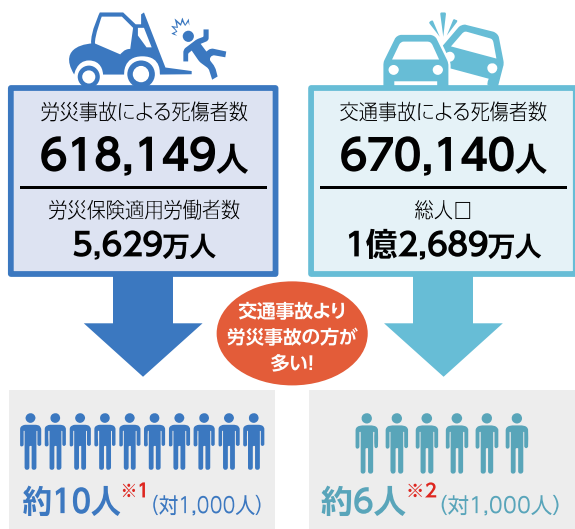 労災事故による死傷者数
618,149人
労災保険適用労働者数
5,629万人
交通事故による死傷者数
670,140人
総人口
1億2,689万人
交通事故より
労災事故の方が
多い!
約10人※1(対1,000人)
約6人※2(対1,000人)